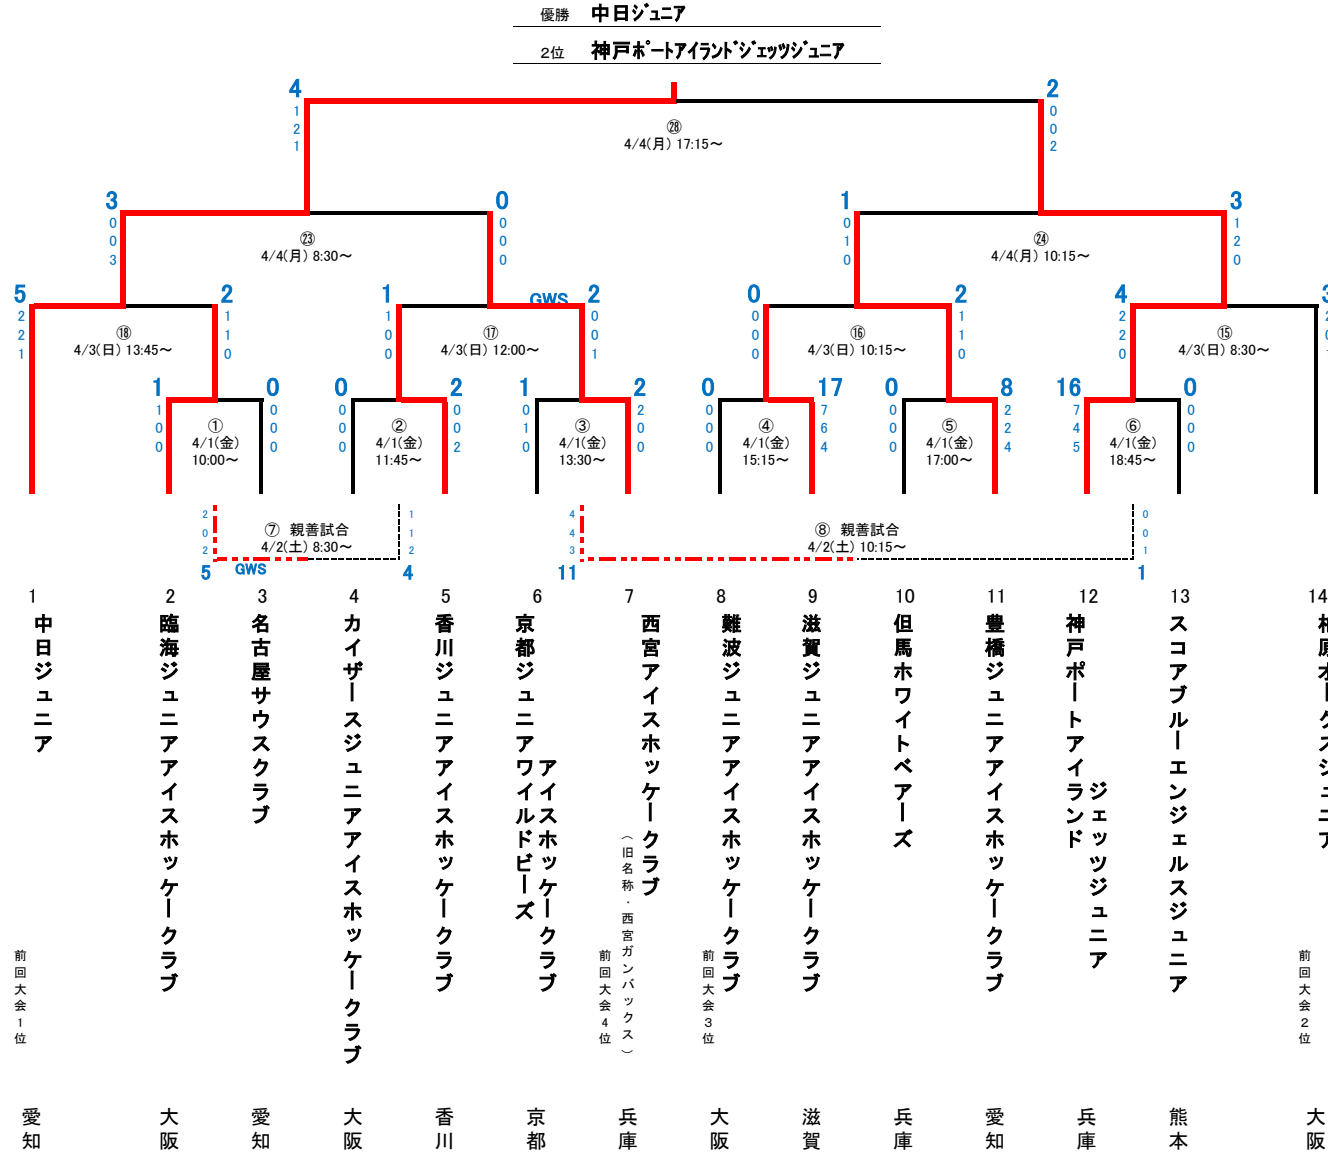 優勝 中日ｼﾞｭﾆｱ
2位 神戸ﾎﾟｰﾄｱｲﾗﾝﾄﾞｼﾞｪｯﾂｼﾞｭﾆｱ
4 2
1 0
2 0
1 2
㉘
4/4(月) 17:15～
3 0 1 3
0 0 0 1
0 0 1 2
3 0 0 0
㉓ ㉔
4/4(月) 8:30～ 4/4(月) 10:15～
5 2 1 GWS 2 0 2 4 3
2 1 1 0 0 1 2 2
2 1 0 0 0 1 2 0
1 0 0 1 0 0 0 1
⑱ ⑰ ⑯ ⑮
4/3(日) 13:45～ 4/3(日) 12:00～ 4/3(日) 10:15～ 4/3(日) 8:30～
1 0 0 2 1 2 0 17 0 8 16 0
1 0 0 0 0 2 0 7 0 2 7 0
0 0 0 0 1 0 0 6 0 2 4 0
0 0 0 2 0 0 0 4 0 4 5 0
① ② ③ ④ ⑤ ⑥
4/1(金) 4/1(金) 4/1(金) 4/1(金) 4/1(金) 4/1(金)
10:00～ 11:45～ 13:30～ 15:15～ 17:00～ 18:45～
2 1 4 0
0 1 4 0
2 2 3 1
⑦ 親善試合 ⑧ 親善試合
4/2(土) 8:30～ 4/2(土) 10:15～
5 GWS 4 11 1
1 2 3 4 5 6 7 8 9 10 11 12 13 14
中日ジュニア
臨海ジュニアアイスホッケークラブ
名古屋サウスクラブ
カイザースジュニアアイスホッケークラブ
香川ジュニアアイスホッケークラブ
京都ジュニアワイルドビーズ
アイスホッケークラブ
西宮アイスホッケークラブ
（旧名称・西宮ガンバックス）
難波ジュニアアイスホッケークラブ
滋賀ジュニアアイスホッケークラブ
但馬ホワイトベアーズ
豊橋ジュニアアイスホッケークラブ
神戸ポートアイランド
ジェッツジュニア
スコアブルーエンジェルスジュニア
柏原オークスジュニア
前回大会1位
前回大会4位
前回大会3位
前回大会2位
愛知 大阪 愛知 大阪 香川 京都 兵庫 大阪 滋賀 兵庫 愛知 兵庫 熊本 大阪